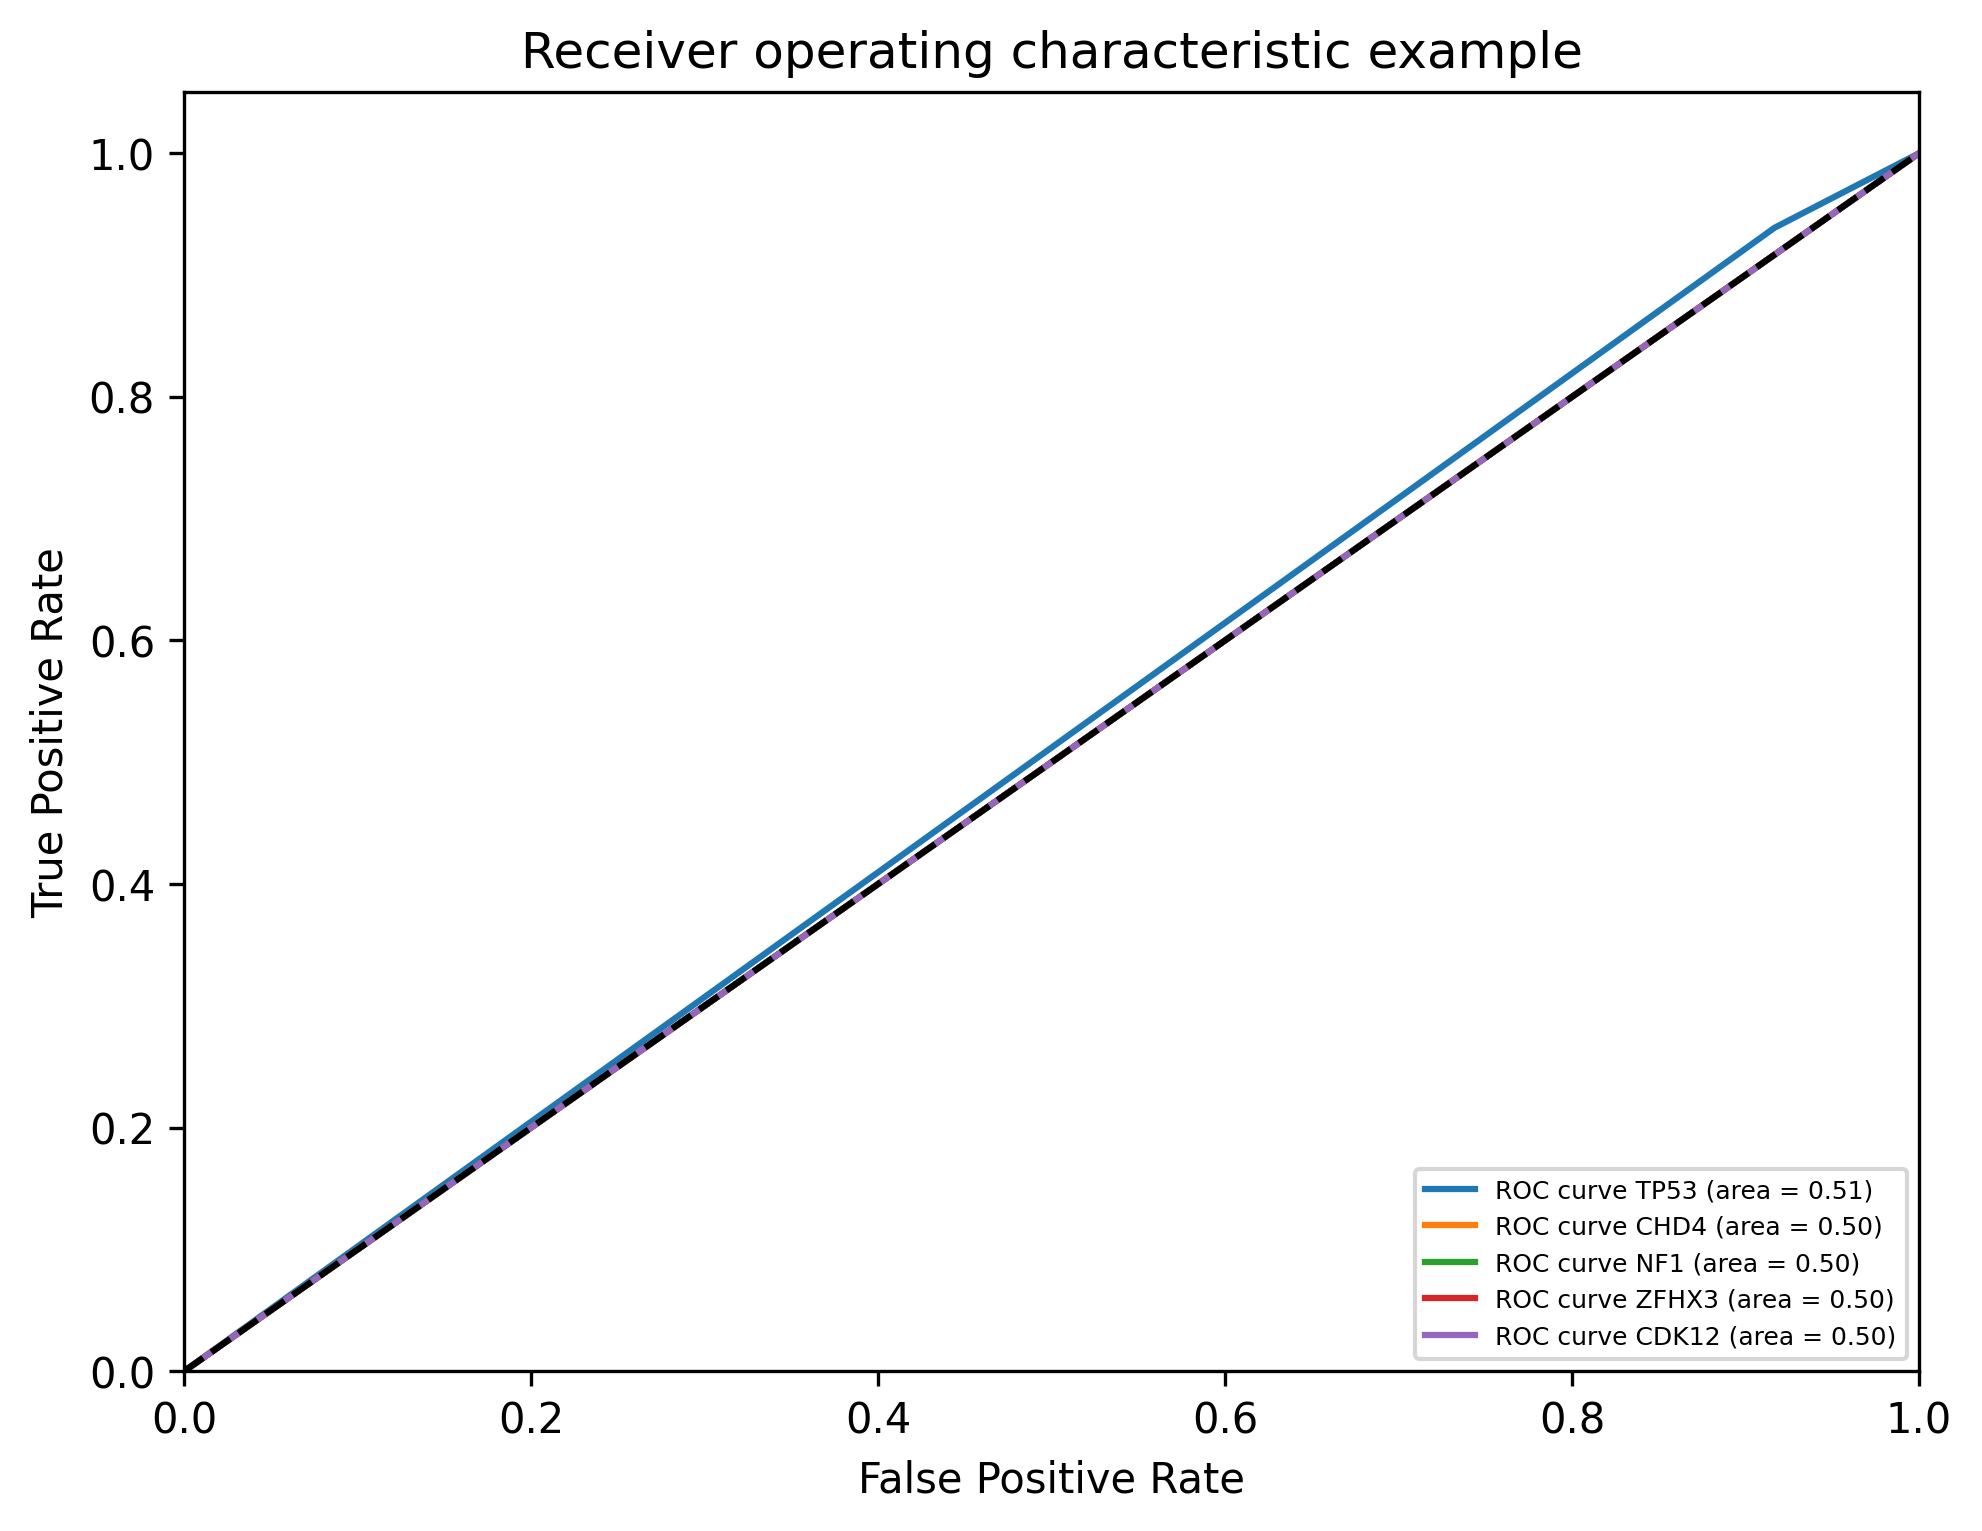 Receiver operating characteristic example
1.0
0.8
0.6
0.4
0.2
0.0
True Positive Rate
ROC curve TP53 (area = 0.51)
ROC curve CHD4 (area = 0.50)
ROC curve NF1 (area = 0.50)
ROC curve ZFHX3 (area = 0.50)
ROC curve CDK12 (area = 0.50)
0.0 0.2 0.4 0.6 0.8 1.0
False Positive Rate